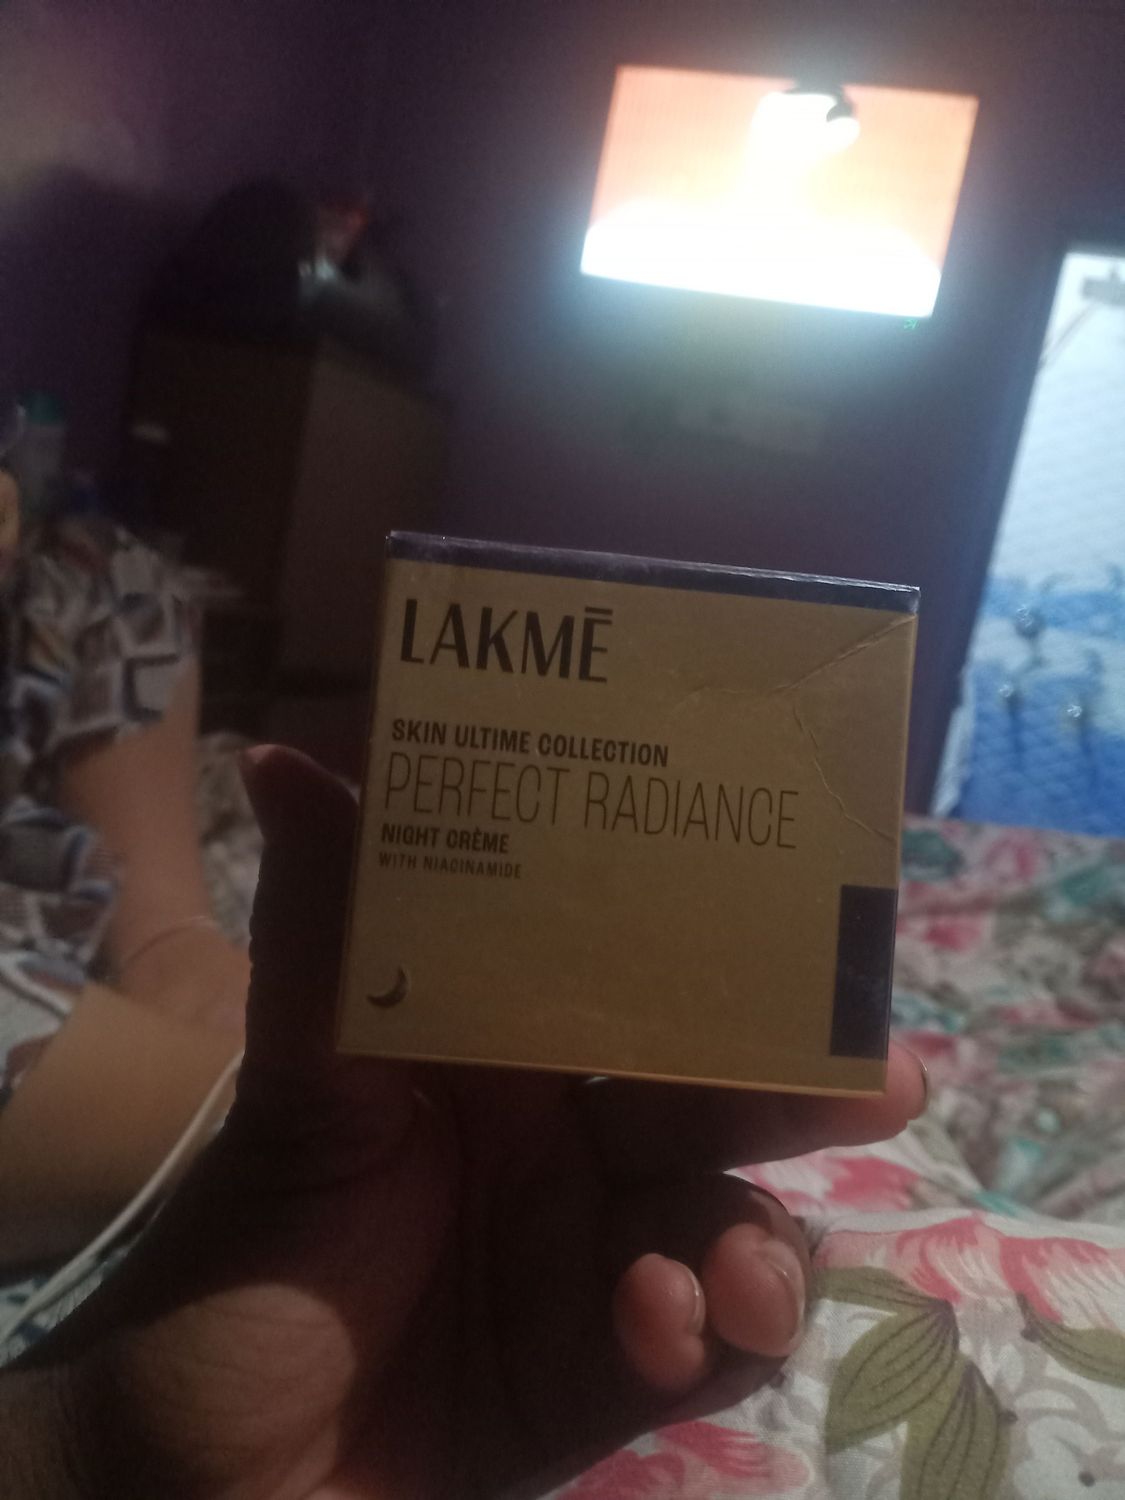 LAKMĒ
SKIN ULTIME COLLECTION
PERFECT RADIANCE
NIGHT CRÈME
WITH NIACINAMIDE